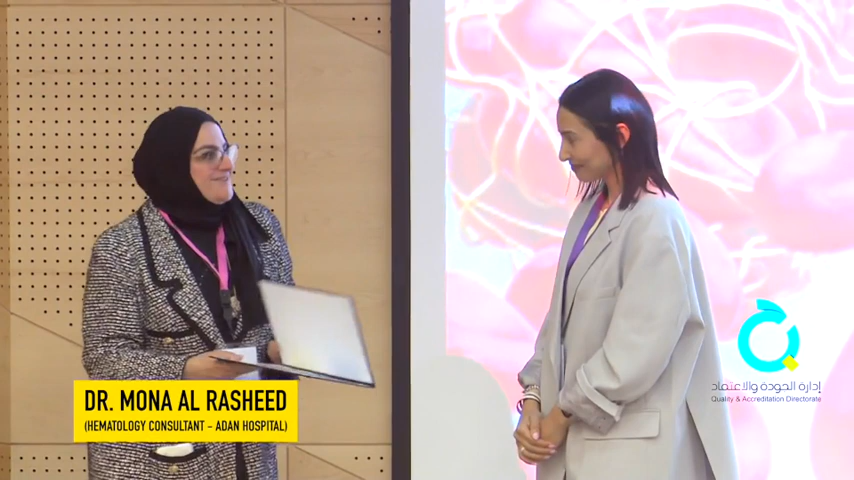 DR. MONA AL RASHEED
(HEMATOLOGY CONSULTANT – ADAN HOSPITAL)
إدارة الجودة والاعتماد
Quality & Accreditation Directorate